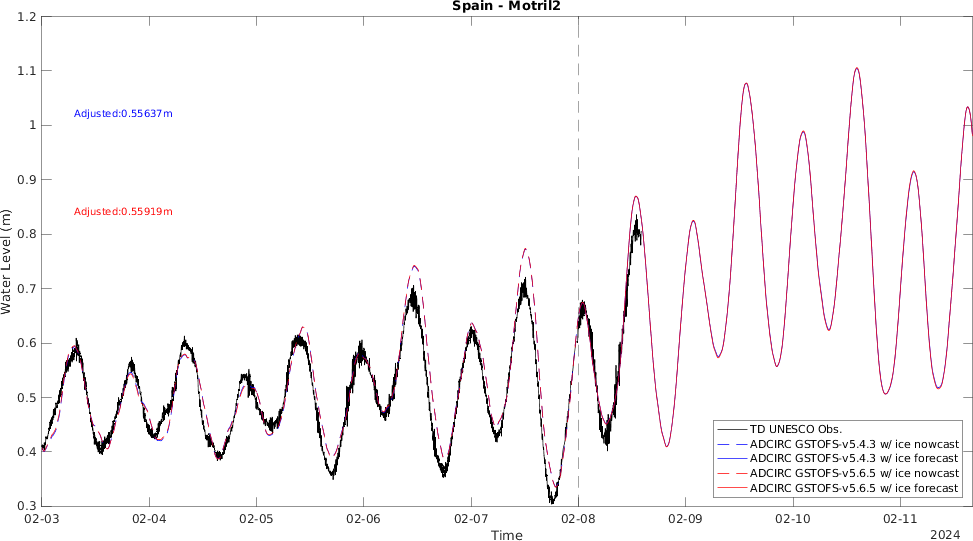 Spain - Motril2
1.2
1.1
1
0.9
0.8
0.7
0.6
0.5
0.4
0.3
Water Level (m)
Adjusted:0.55637m
Adjusted:0.55919m
TD UNESCO Obs.
ADCIRC GSTOFS-v5.4.3 w/ ice nowcast
ADCIRC GSTOFS-v5.4.3 w/ ice forecast
ADCIRC GSTOFS-v5.6.5 w/ ice nowcast
ADCIRC GSTOFS-v5.6.5 w/ ice forecast
02-03 02-04 02-05 02-06 02-07 02-08 02-09 02-10 02-11
Time
2024